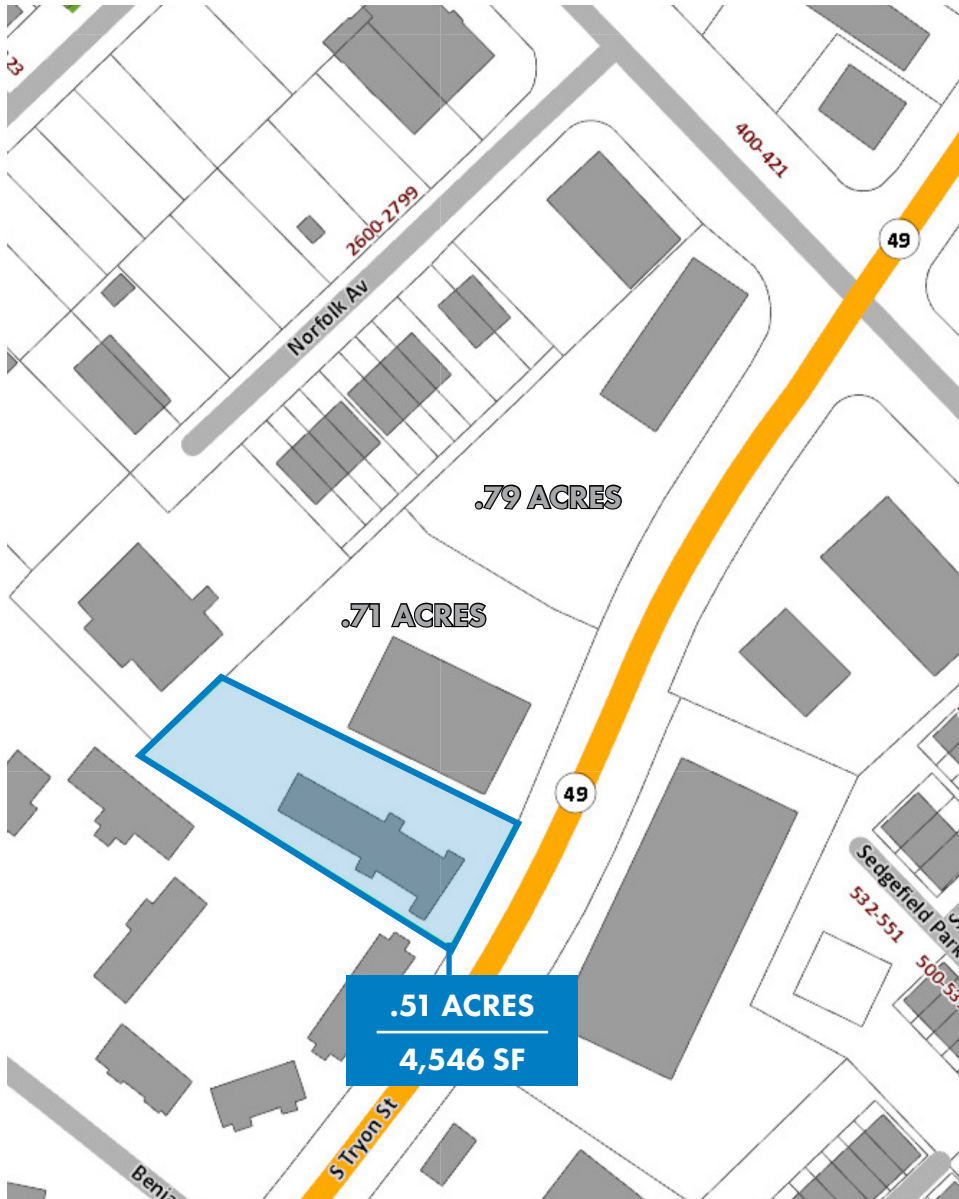 23
400-421
2600-2799
49
Norfolk Av
.79 ACRES
.71 ACRES
49
Sedgefield Park
532-551
500-53
.51 ACRES
4,546 SF
S Tryon St
Benja